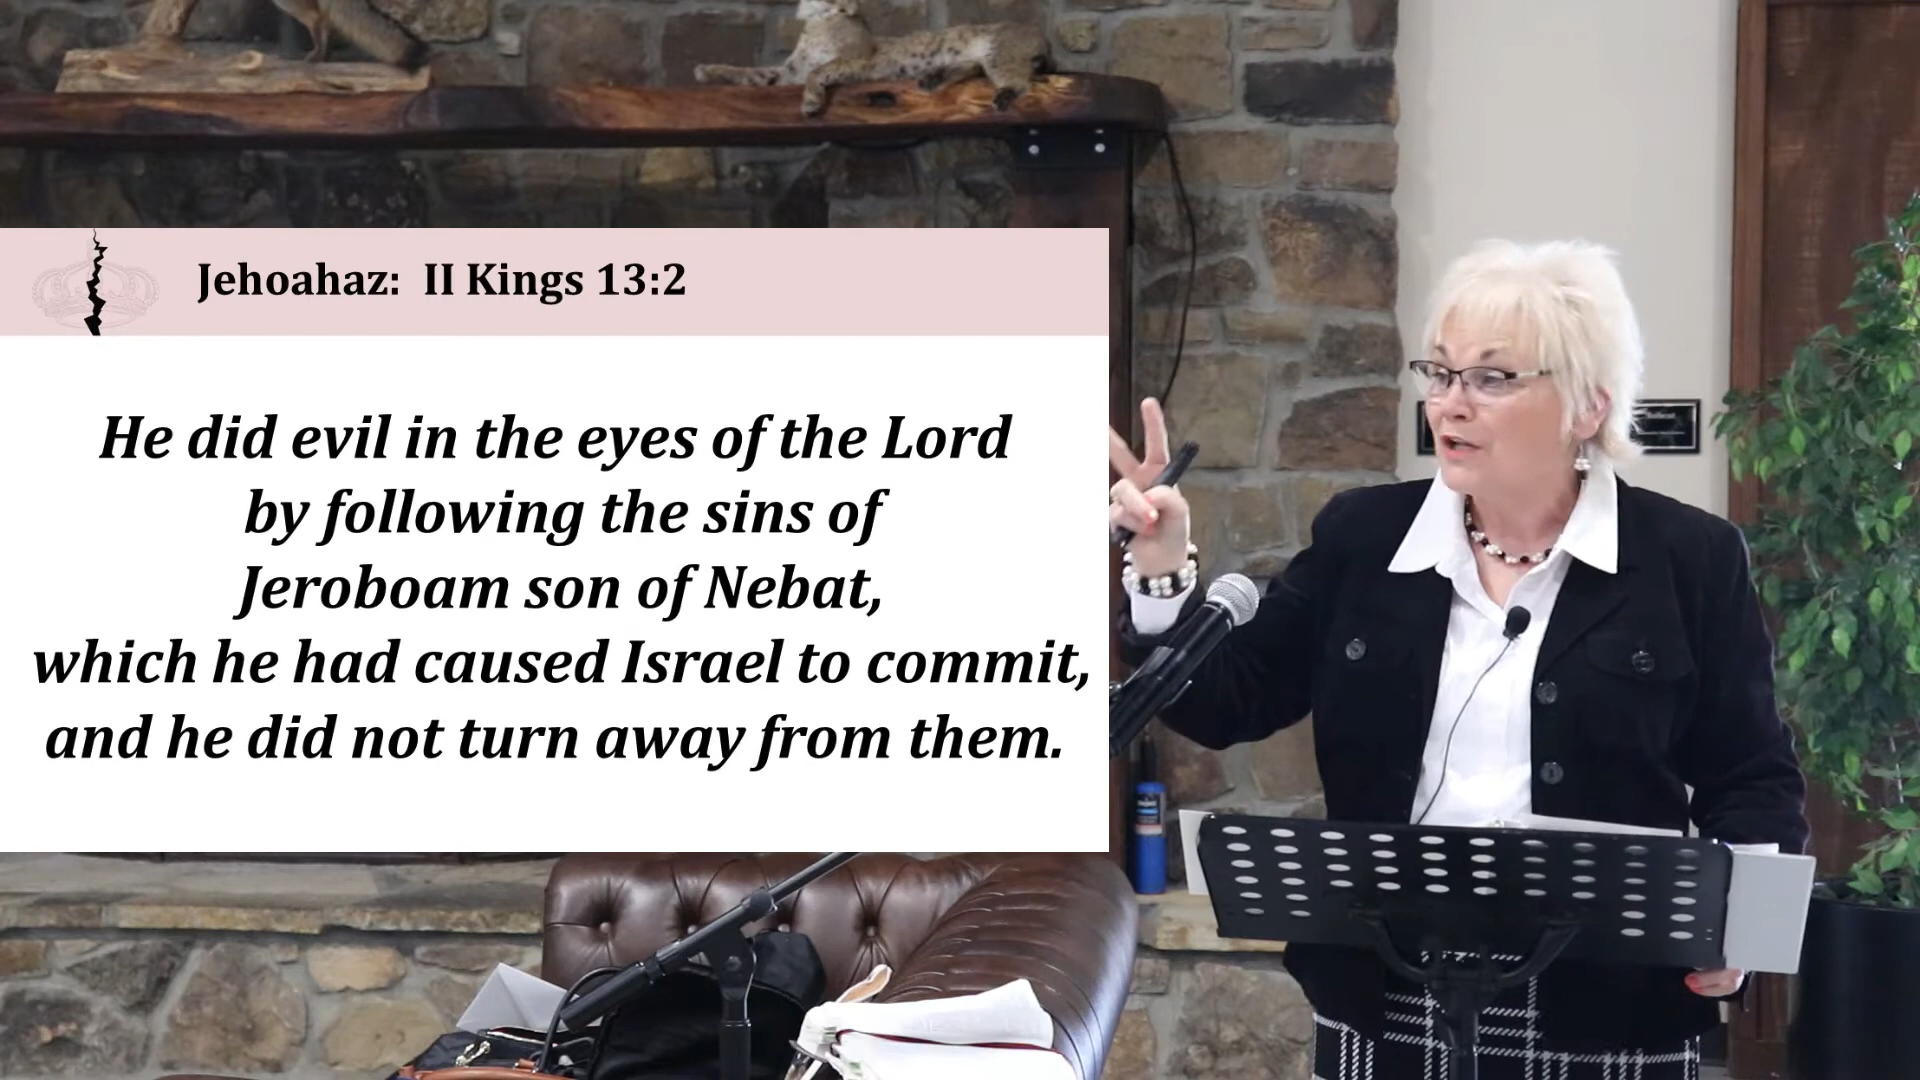 Jehoahaz: II Kings 13:2
He did evil in the eyes of the Lord
by following the sins of
Jeroboam son of Nebat,
which he had caused Israel to commit,
and he did not turn away from them.